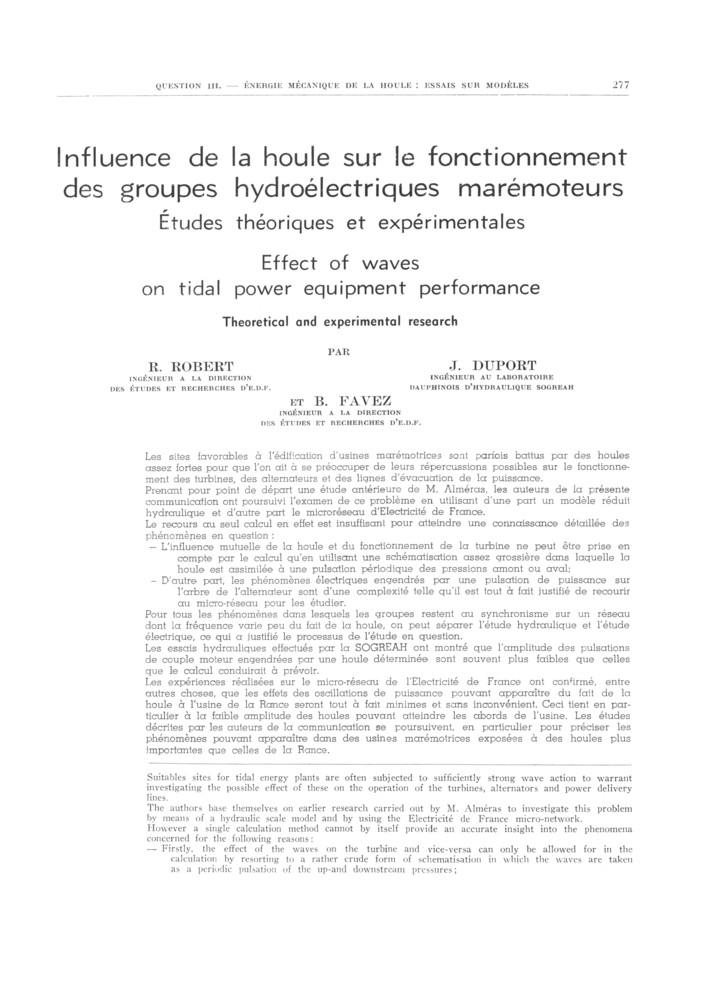 QUESTION III. — ÉNERGIE MÉCANIQUE DE LA HOULE : ESSAIS SUR MODÈLES 277
Influence de la houle sur le fonctionnement
des groupes hydroélectriques marémoteurs
Études théoriques et expérimentales
Effect of waves
on tidal power equipment performance
Theoretical and experimental research
PAR
R. ROBERT
INGÉNIEUR A LA DIRECTION
DES ÉTUDES ET RECHERCHES D'E.D.F.
J. DUPORT
INGÉNIEUR AU LABORATOIRE
DAUPHINOIS D'HYDRAULIQUE SOGREAH
ET B. FAVEZ
INGÉNIEUR A LA DIRECTION
DES ÉTUDES ET RECHERCHES D'E.D.F.
Les sites favorables à l'édification d'usines marémotrices sont parfois battus par des houles
assez fortes pour que l'on ait à se préoccuper de leurs répercussions possibles sur le fonctionne-
ment des turbines, des alternateurs et des lignes d'évacuation de la puissance.
Prenant pour point de départ une étude antérieure de M. Alméras, les auteurs de la présente
communication ont poursuivi l'examen de ce problème en utilisant d'une part un modèle réduit
hydraulique et d'autre part le microréseau d'Electricité de France.
Le recours au seul calcul en effet est insuffisant pour atteindre une connaissance détaillée des
phénomènes en question :
— L'influence mutuelle de la houle et du fonctionnement de la turbine ne peut être prise en
compte par le calcul qu'en utilisant une schématisation assez grossière dans laquelle la
houle est assimilée à une pulsation périodique des pressions amont ou aval;
— D'autre part, les phénomènes électriques engendrés par une pulsation de puissance sur
l'arbre de l'alternateur sont d'une complexité telle qu'il est tout à fait justifié de recourir
au micro-réseau pour les étudier.
Pour tous les phénomènes dans lesquels les groupes restent au synchronisme sur un réseau
dont la fréquence varie peu du fait de la houle, on peut séparer l'étude hydraulique et l'étude
électrique, ce qui a justifié le processus de l'étude en question.
Les essais hydrauliques effectués par la SOGREAH ont montré que l'amplitude des pulsations
de couple moteur engendrées par une houle déterminée sont souvent plus faibles que celles
que le calcul conduirait à prévoir.
Les expériences réalisées sur le micro-réseau de l'Electricité de France ont confirmé, entre
autres choses, que les effets des oscillations de puissance pouvant apparaître du fait de la
houle à l'usine de la Rance seront tout à fait minimes et sans inconvénient. Ceci tient en par-
ticulier à la faible amplitude des houles pouvant atteindre les abords de l'usine. Les études
décrites par les auteurs de la communication se poursuivent, en particulier pour préciser les
phénomènes pouvant apparaître dans des usines marémotrices exposées à des houles plus
importantes que celles de la Rance.
Suitables sites for tidal energy plants are often subjected to sufficiently strong wave action to warrant
investigating the possible effect of these on the operation of the turbines, alternators and power delivery
lines.
The authors base themselves on earlier research carried out by M. Alméras to investigate this problem
by means of a hydraulic scale model and by using the Electricité de France micro-network.
However a single calculation method cannot by itself provide an accurate insight into the phenomena
concerned for the following reasons :
— Firstly, the effect of the waves on the turbine and vice-versa can only be allowed for in the
calculation by resorting to a rather crude form of schematisation in which the waves are taken
as a periodic pulsation of the up-and downstream pressures ;